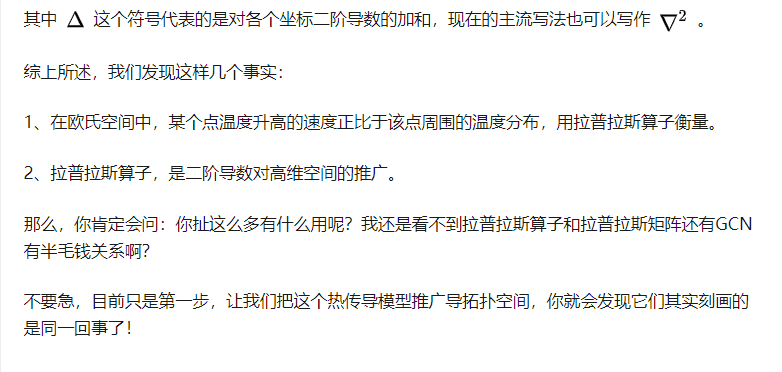 其中 Δ 这个符号代表的是对各个坐标二阶导数的加和，现在的主流写法也可以写作 ∇² 。
综上所述，我们发现这样几个事实：
1、在欧氏空间中，某个点温度升高的速度正比于该点周围的温度分布，用拉普拉斯算子衡量。
2、拉普拉斯算子，是二阶导数对高维空间的推广。
那么，你肯定会问：你扯这么多有什么用呢？我还是看不到拉普拉斯算子和拉普拉斯矩阵还有GCN
有半毛钱关系啊？
不要急，目前只是第一步，让我们把这个热传导模型推广导拓扑空间，你就会发现它们其实刻画的
是同一回事了！